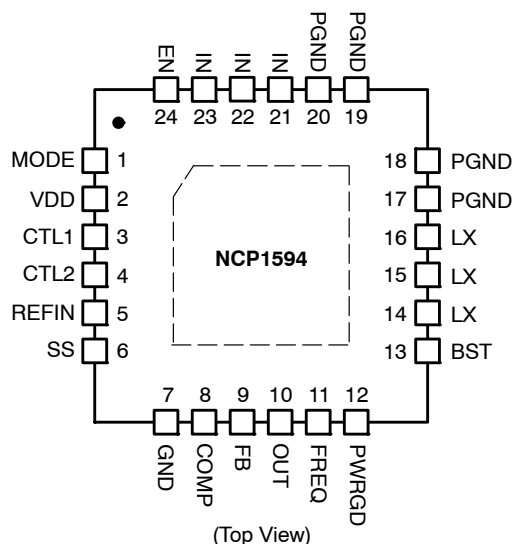 EN IN IN IN PGND PGND
24 23 22 21 20 19
MODE 1
VDD 2
CTL1 3
CTL2 4
REFIN 5
SS 6
NCP1594
18 PGND
17 PGND
16 LX
15 LX
14 LX
13 BST
7 8 9 10 11 12
GND COMP FB OUT FREQ PWRGD
(Top View)